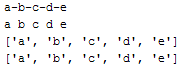 a-b-c-d-e
a b c d e
['a', 'b', 'c', 'd', 'e']
['a', 'b', 'c', 'd', 'e']